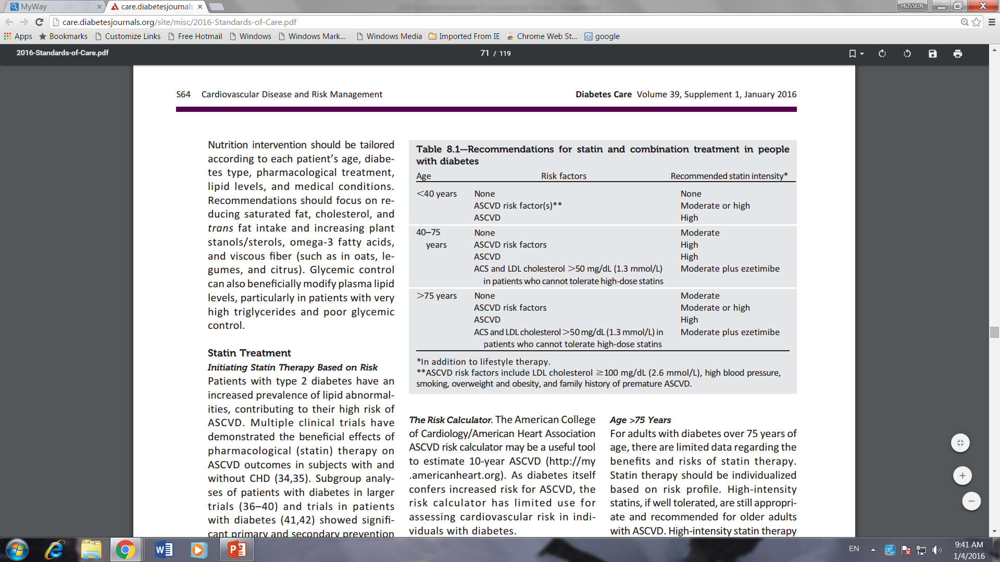 MyWay
care.diabetesjournals
HUSSEIN
care.diabetesjournals.org/site/misc/2016-Standards-of-Care.pdf
Apps Bookmarks Customize Links Free Hotmail Windows Windows Mark... Windows Media Imported From IE Chrome Web St... google
2016-Standards-of-Care.pdf 71 / 119
S64 Cardiovascular Disease and Risk Management Diabetes Care Volume 39, Supplement 1, January 2016
Nutrition intervention should be tailored
according to each patient's age, diabe-
tes type, pharmacological treatment,
lipid levels, and medical conditions.
Recommendations should focus on re-
ducing saturated fat, cholesterol, and
trans fat intake and increasing plant
stanols/sterols, omega-3 fatty acids,
and viscous fiber (such as in oats, le-
gumes, and citrus). Glycemic control
can also beneficially modify plasma lipid
levels, particularly in patients with very
high triglycerides and poor glycemic
control.
Statin Treatment
Initiating Statin Therapy Based on Risk
Patients with type 2 diabetes have an
increased prevalence of lipid abnormal-
ities, contributing to their high risk of
ASCVD. Multiple clinical trials have
demonstrated the beneficial effects of
pharmacological (statin) therapy on
ASCVD outcomes in subjects with and
without CHD (34,35). Subgroup analy-
ses of patients with diabetes in larger
trials (36–40) and trials in patients
with diabetes (41,42) showed signifi-
cant primary and secondary prevention
Table 8.1—Recommendations for statin and combination treatment in people
with diabetes
Age Risk factors Recommended statin intensity*
<40 years None None
ASCVD risk factor(s)** Moderate or high
ASCVD High
40–75 None Moderate
years ASCVD risk factors High
ASCVD High
ACS and LDL cholesterol >50 mg/dL (1.3 mmol/L) Moderate plus ezetimibe
in patients who cannot tolerate high-dose statins
>75 years None Moderate
ASCVD risk factors Moderate or high
ASCVD High
ACS and LDL cholesterol >50 mg/dL (1.3 mmol/L) in Moderate plus ezetimibe
patients who cannot tolerate high-dose statins
*In addition to lifestyle therapy.
**ASCVD risk factors include LDL cholesterol ≥100 mg/dL (2.6 mmol/L), high blood pressure,
smoking, overweight and obesity, and family history of premature ASCVD.
The Risk Calculator. The American College
of Cardiology/American Heart Association
ASCVD risk calculator may be a useful tool
to estimate 10-year ASCVD (http://my
.americanheart.org). As diabetes itself
confers increased risk for ASCVD, the
risk calculator has limited use for
assessing cardiovascular risk in indi-
viduals with diabetes.
Age >75 Years
For adults with diabetes over 75 years of
age, there are limited data regarding the
benefits and risks of statin therapy.
Statin therapy should be individualized
based on risk profile. High-intensity
statins, if well tolerated, are still appropri-
ate and recommended for older adults
with ASCVD. High-intensity statin therapy
EN
9:41 AM
1/4/2016